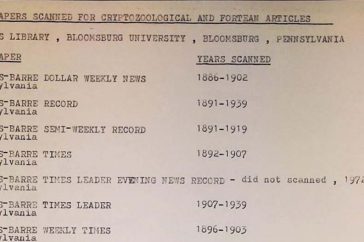 APERS SCANNED FOR CRYPTOZOOLOGICAL AND FORTEAN ARTICLES
S LIBRARY , BLOOMSBURG UNIVERSITY , BLOOMSBURG , PENNSYLVANIA
APER YEARS SCANNED
S-BARRE DOLLAR WEEKLY NEWS 1886-1902
ylvania
S-BARRE RECORD 1891-1939
ylvania
S-BARRE SEMI-WEEKLY RECORD 1891-1919
ylvania
S-BARRE TIMES 1892-1907
ylvania
S-BARRE TIMES LEADER EVENING NEWS RECORD - did not scanned , 1972
ylvania
S-BARRE TIMES LEADER 1907-1939
ylvania
S-BARRE WEEKLY TIMES 1896-1903
ylvania